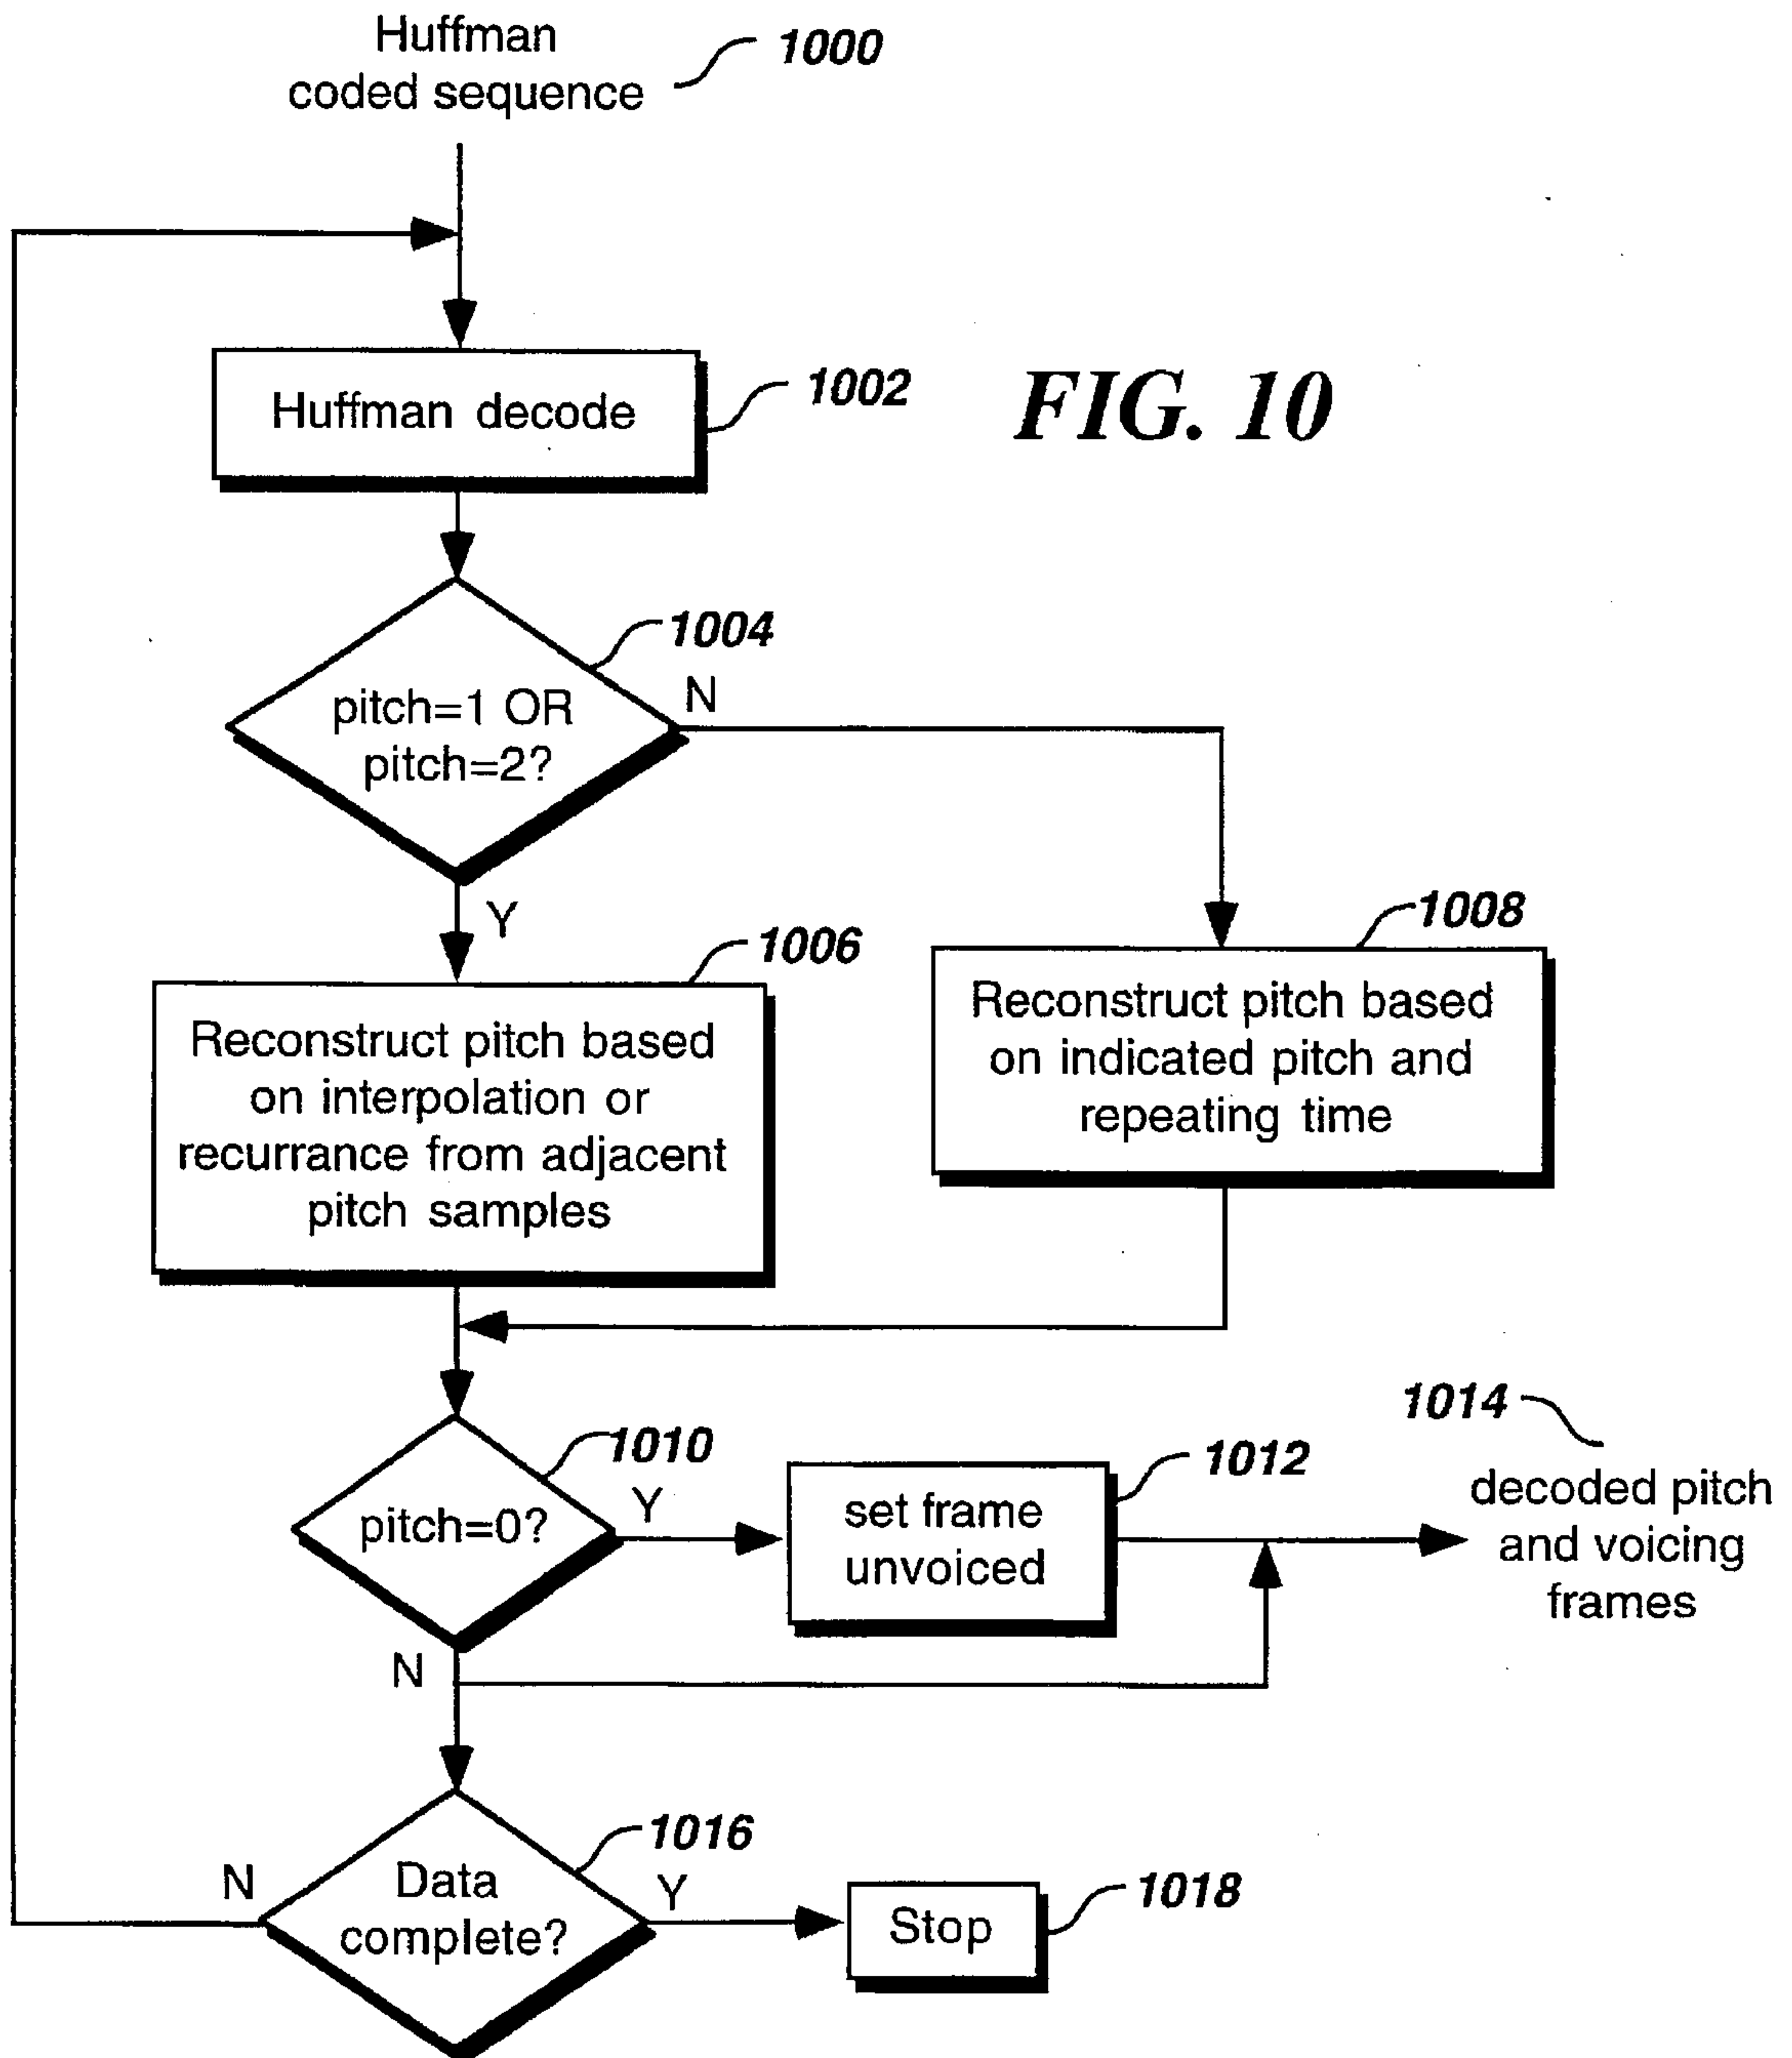 Huffman
coded sequence
1000
Huffman decode
1002
FIG. 10
1004
pitch=1 OR
pitch=2?
N
Y
1006
Reconstruct pitch based
on interpolation or
recurrance from adjacent
pitch samples
1008
Reconstruct pitch based
on indicated pitch and
repeating time
1010
pitch=0?
Y
N
1012
set frame
unvoiced
1014
decoded pitch
and voicing
frames
1016
Data
complete?
N
Y
1018
Stop